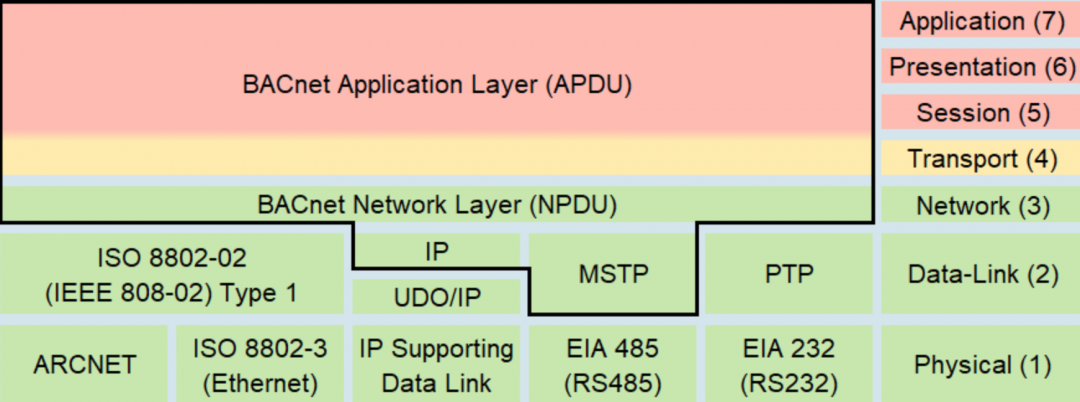 BACnet Application Layer (APDU)
Application (7)
Presentation (6)
Session (5)
Transport (4)
BACnet Network Layer (NPDU)
Network (3)
ISO 8802-02
(IEEE 808-02) Type 1
IP
UDO/IP
MSTP
PTP
Data-Link (2)
ARCNET
ISO 8802-3
(Ethernet)
IP Supporting
Data Link
EIA 485
(RS485)
EIA 232
(RS232)
Physical (1)